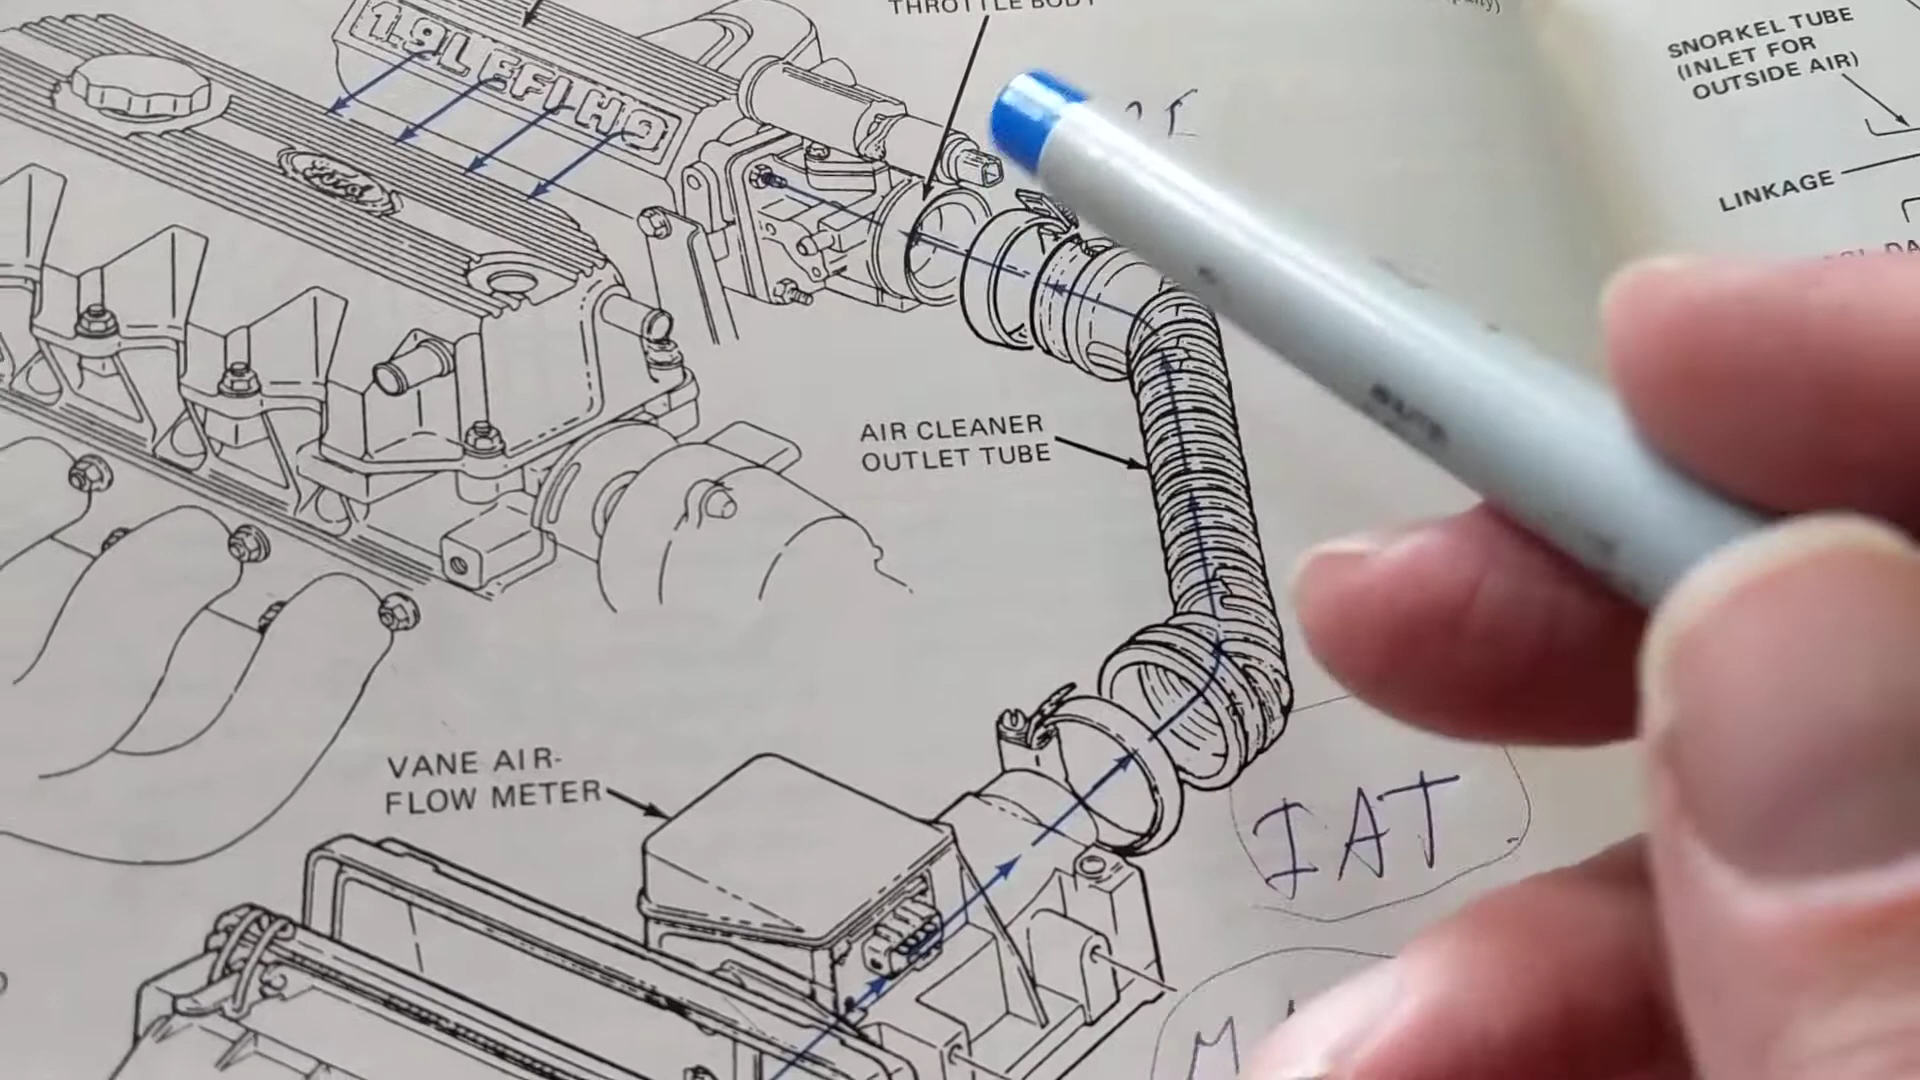 THROTTLE BODY
1.9L EFI HO
SNORKEL TUBE
(INLET FOR
OUTSIDE AIR)
Ford
LINKAGE
AIR CLEANER
OUTLET TUBE
VANE AIR-
FLOW METER
IAT
M